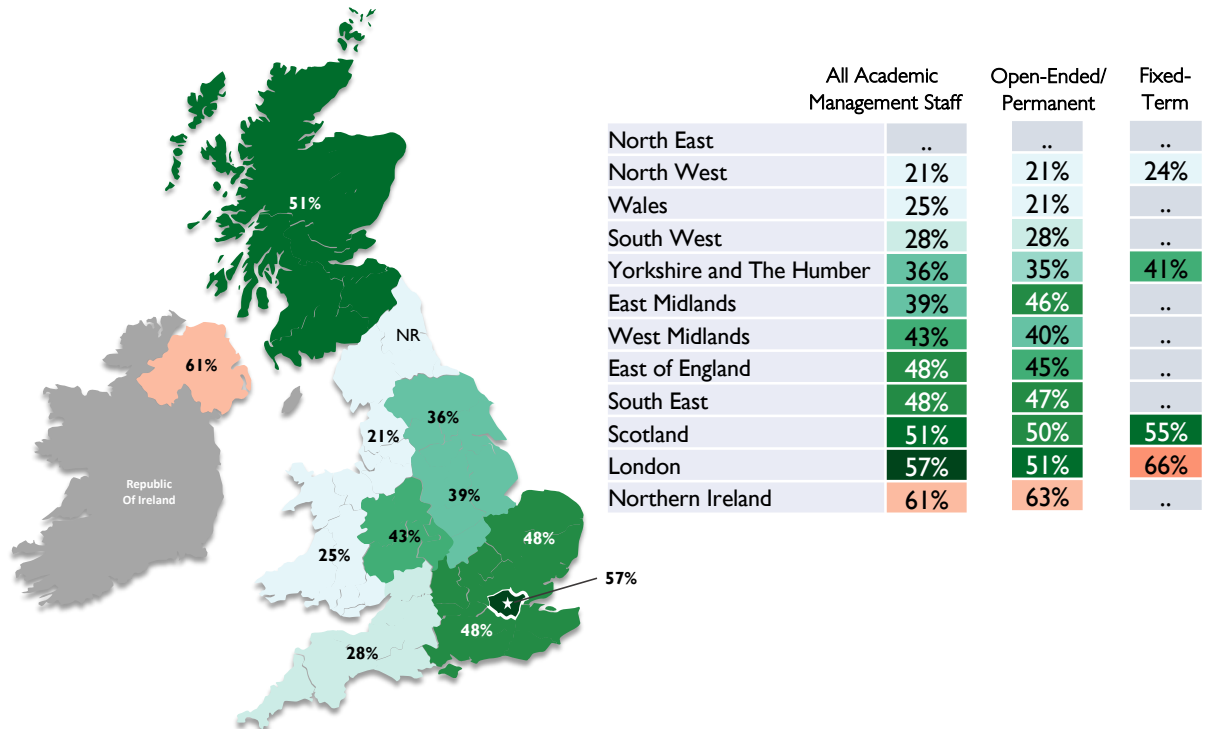 51%
NR
61%
36%
21%
Republic
Of Ireland
39%
43%
48%
25%
57%
48%
28%
All Academic
Management Staff
Open-Ended/
Permanent
Fixed-
Term
North East .. .. ..
North West 21% 21% 24%
Wales 25% 21% ..
South West 28% 28% ..
Yorkshire and The Humber 36% 35% 41%
East Midlands 39% 46% ..
West Midlands 43% 40% ..
East of England 48% 45% ..
South East 48% 47% ..
Scotland 51% 50% 55%
London 57% 51% 66%
Northern Ireland 61% 63% ..